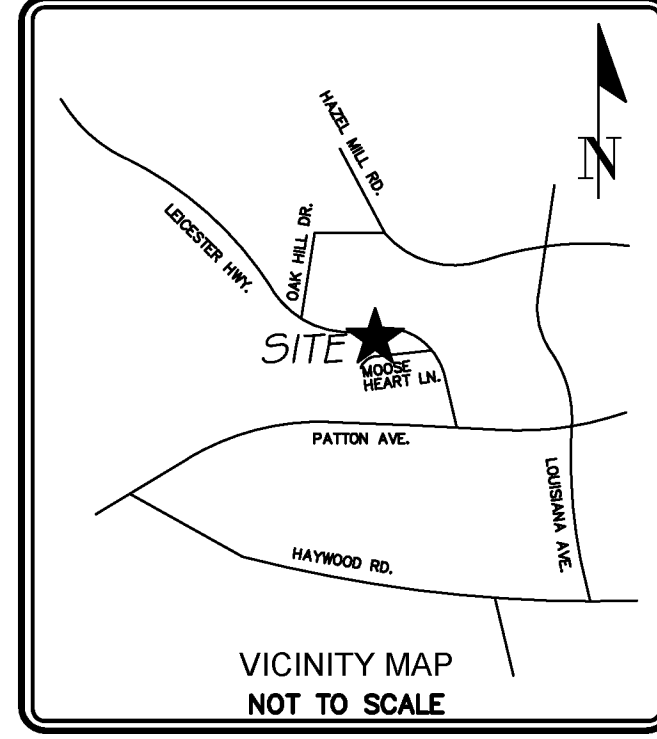 HAZEL MILL RD.
N
LEICESTER HWY.
OAK HILL DR.
SITE
MOOSE
HEART LN.
PATTON AVE.
LOUISIANA AVE.
HAYWOOD RD.
VICINITY MAP
NOT TO SCALE